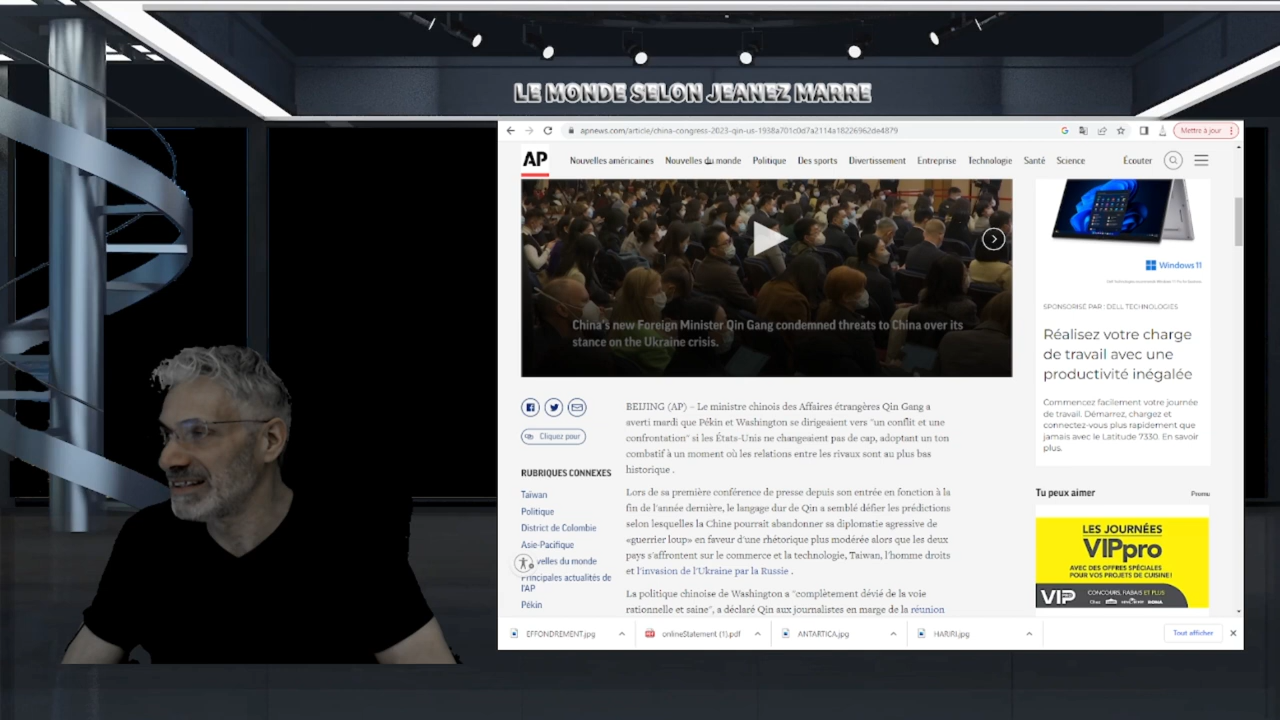 LE MONDE SELON JEANEZ MARRE
apnews.com/article/china-congress-2023-qin-us-1938a701c0d7a2114a18226962de4879
Mettre à jour
AP
Nouvelles américaines Nouvelles du monde Politique Des sports Divertissement Entreprise Technologie Santé Science Écouter
China's new Foreign Minister Qin Gang condemned threats to China over its
stance on the Ukraine crisis.
Cliquez pour
RUBRIQUES CONNEXES
Taïwan
Politique
District de Colombie
Asie-Pacifique
velles du monde
Principales actualités de
l'AP
Pékin
BEIJING (AP) – Le ministre chinois des Affaires étrangères Qin Gang a
averti mardi que Pékin et Washington se dirigeaient vers "un conflit et une
confrontation" si les États-Unis ne changeaient pas de cap, adoptant un ton
combatif à un moment où les relations entre les rivaux sont au plus bas
historique .
Lors de sa première conférence de presse depuis son entrée en fonction à la
fin de l'année dernière, le langage dur de Qin a semblé défier les prédictions
selon lesquelles la Chine pourrait abandonner sa diplomatie agressive de
«guerrier loup» en faveur d'une rhétorique plus modérée alors que les deux
pays s'affrontent sur le commerce et la technologie, Taiwan, l'homme droits
et l'invasion de l'Ukraine par la Russie .
La politique chinoise de Washington a "complètement dévié de la voie
rationnelle et saine", a déclaré Qin aux journalistes en marge de la réunion
Windows 11
SPONSORISÉ PAR : DELL TECHNOLOGIES
Réalisez votre charge
de travail avec une
productivité inégalée
Commencez facilement votre journée
de travail. Démarrez, chargez et
connectez-vous plus rapidement que
jamais avec le Latitude 7330. En savoir
plus.
Tu peux aimer
Promu
LES JOURNÉES
VIPpro
AVEC DES OFFRES SPÉCIALES
POUR VOS PROJETS DE CUISINE!
VIP CONCOURS, RABAIS ET PLUS
EFFONDREMENT.jpg onlineStatement (1).pdf ANTARTICA.jpg HARIRI.jpg Tout afficher